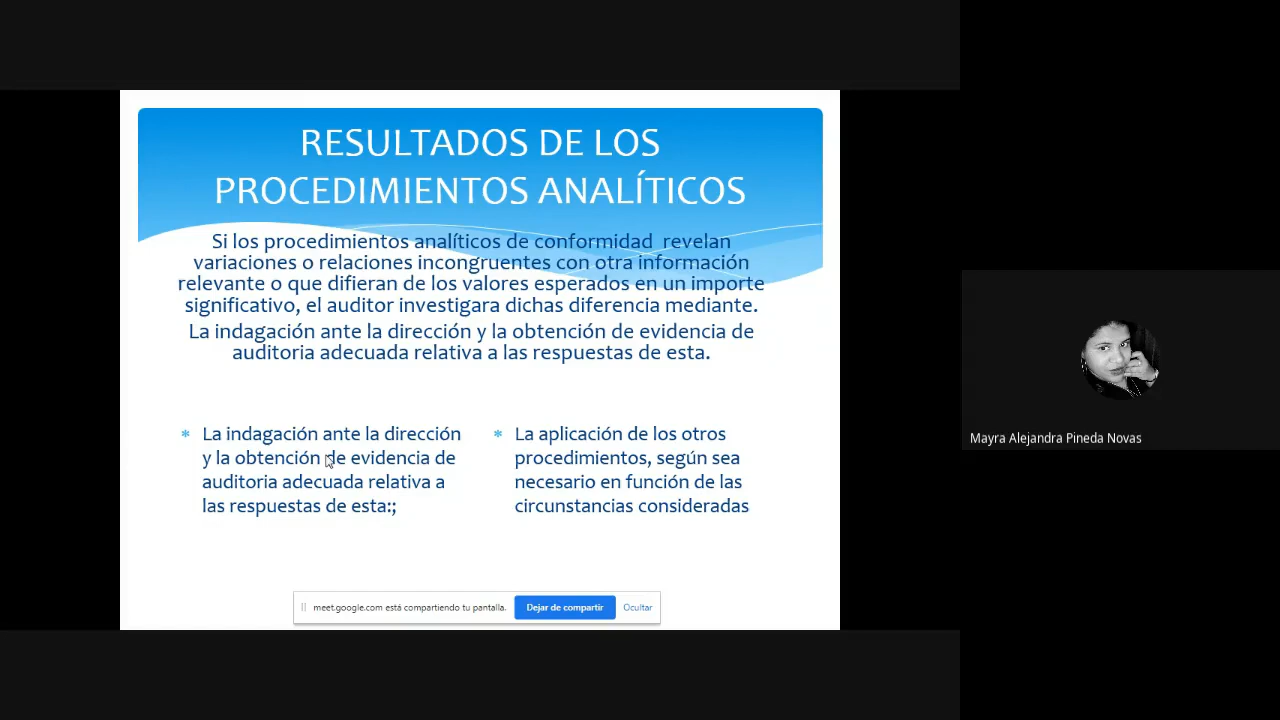 RESULTADOS DE LOS
PROCEDIMIENTOS ANALÍTICOS
Si los procedimientos analíticos de conformidad revelan
variaciones o relaciones incongruentes con otra información
relevante o que difieran de los valores esperados en un importe
significativo, el auditor investigara dichas diferencia mediante.
La indagación ante la dirección y la obtención de evidencia de
auditoria adecuada relativa a las respuestas de esta.
* La indagación ante la dirección
y la obtención de evidencia de
auditoria adecuada relativa a
las respuestas de esta:;
* La aplicación de los otros
procedimientos, según sea
necesario en función de las
circunstancias consideradas
meet.google.com está compartiendo tu pantalla.
Dejar de compartir
Ocultar
Mayra Alejandra Pineda Novas